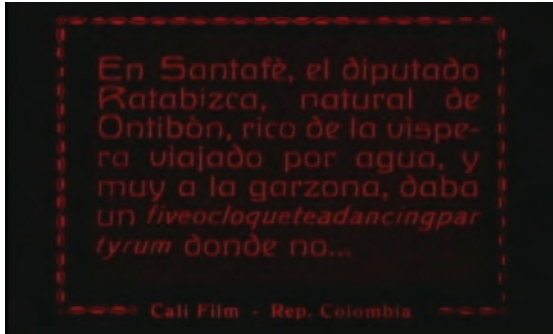 En Santafè, el diputado
Ratabizca, natural de
Ontibòn, rico de la vispe-
ra viajado por agua, y
muy a la garzona, daba
un fiveocloqueteadancingpar
tyrum donde no...
Cali Film - Rep. Colombia